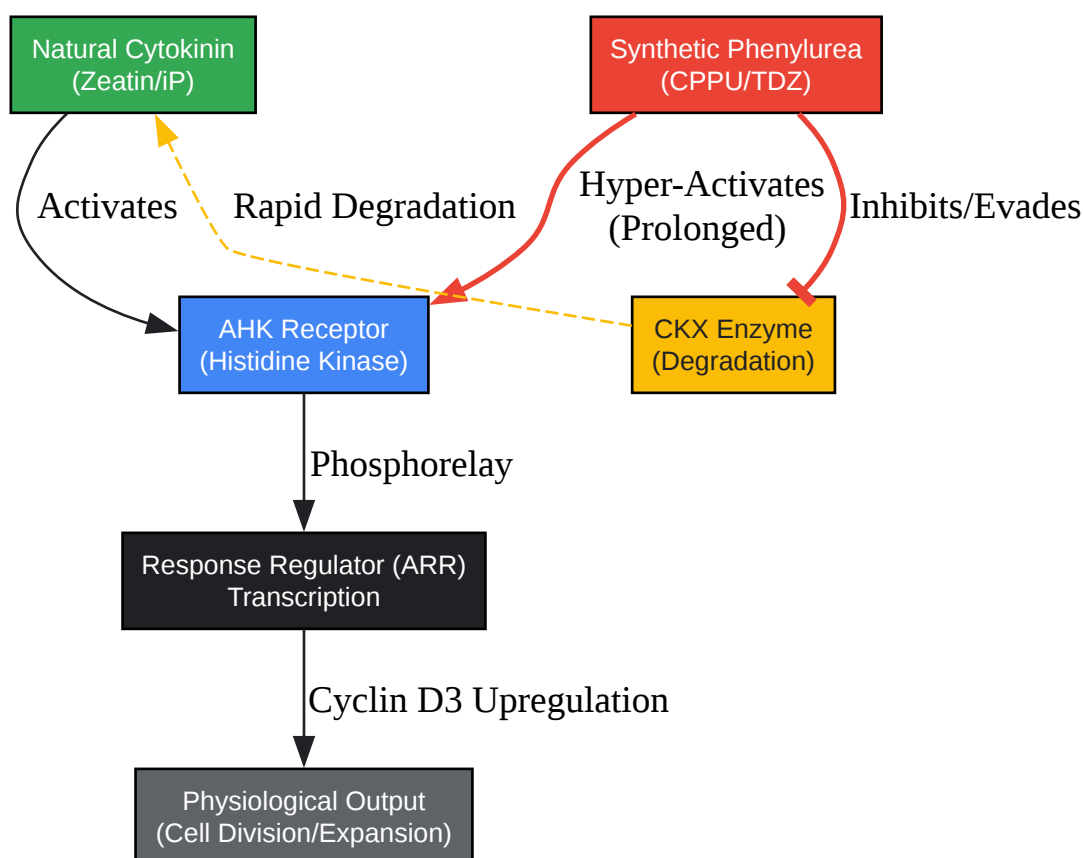 Natural Cytokinin
(Zeatin/iP)
Synthetic Phenylurea
(CPPU/TDZ)
Activates
Rapid Degradation
Hyper-Activates
(Prolonged)
Inhibits/Evades
AHK Receptor
(Histidine Kinase)
CKX Enzyme
(Degradation)
Phosphorelay
Response Regulator (ARR)
Transcription
Cyclin D3 Upregulation
Physiological Output
(Cell Division/Expansion)